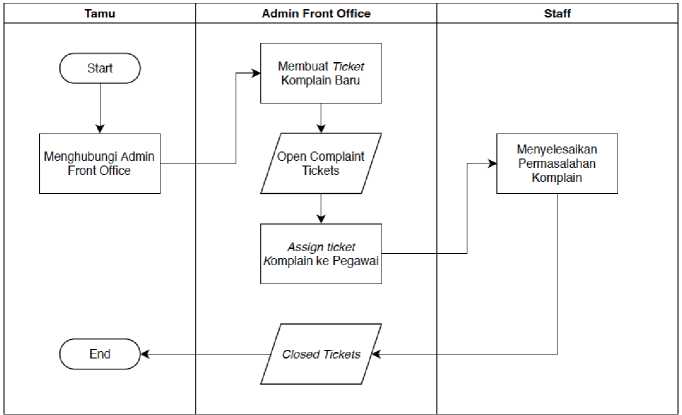 Tamu
Admin Front Office
Staff
Start
Membuat Ticket
Komplain Baru
Menghubungi Admin
Front Office
Open Complaint
Tickets
Menyelesaikan
Permasalahan
Komplain
Assign ticket
Komplain ke Pegawai
End
Closed Tickets